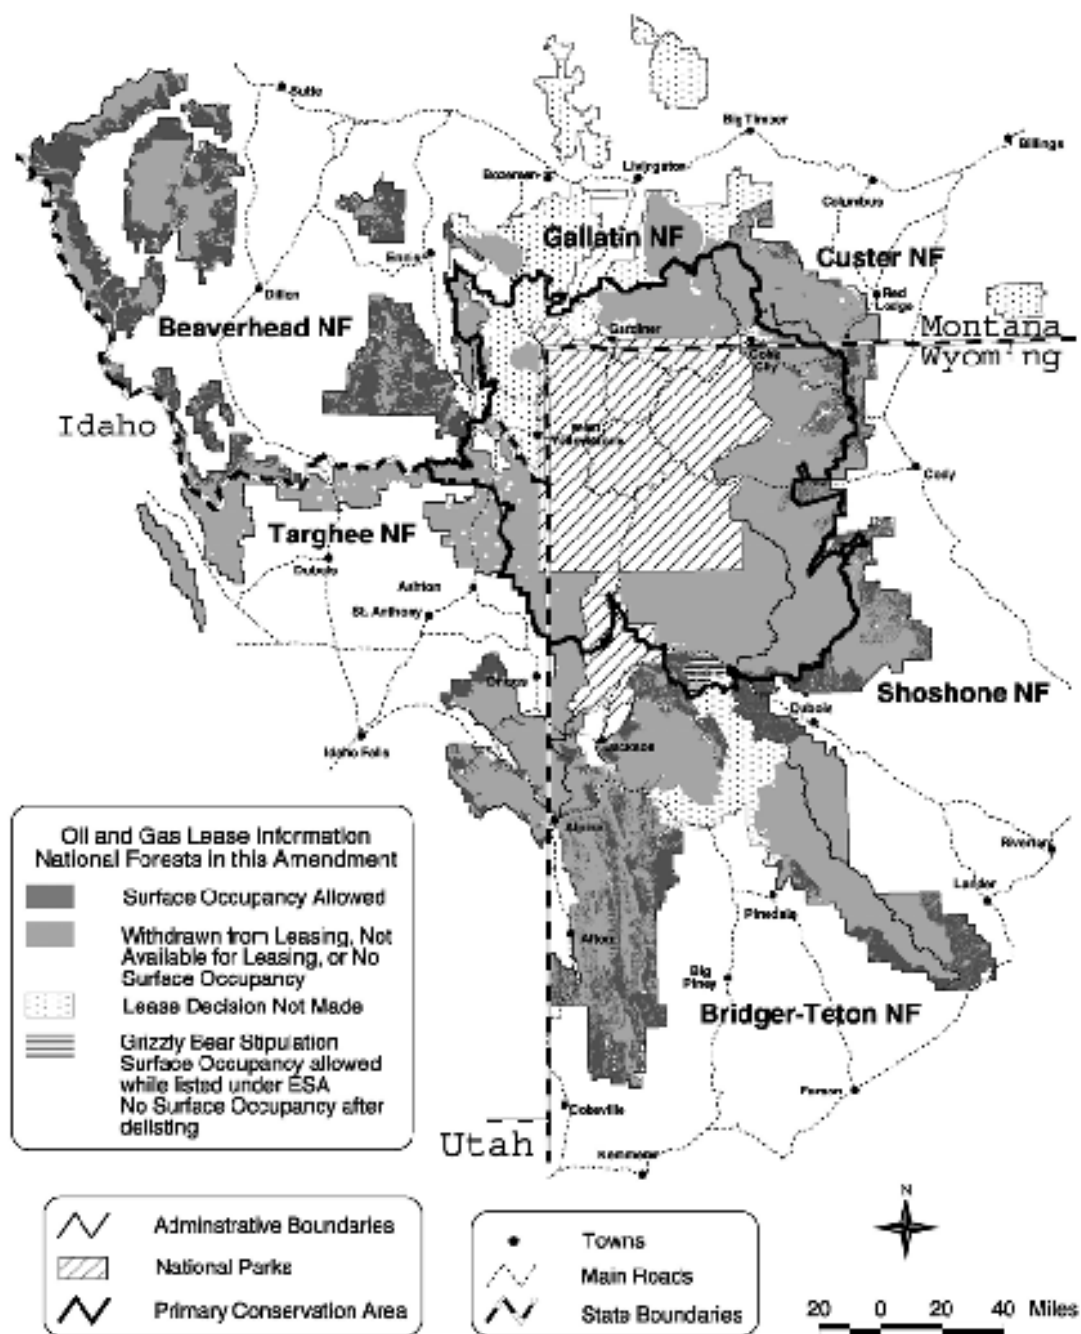 Butte
Big Timber
Billings
Bozeman
Livingston
Columbus
Gallatin NF
Custer NF
Ennis
Dillon
Red
Lodge
Beaverhead NF
Gardiner
Montana
Cooke
City
Wyoming
Idaho
West
Yellowstone
Cody
Targhee NF
Dubois
Ashton
St. Anthony
Driggs
Shoshone NF
Dubois
Idaho Falls
Jackson
Oil and Gas Lease Information
National Forests in this Amendment
Surface Occupancy Allowed
Withdrawn from Leasing, Not
Available for Leasing, or No
Surface Occupancy
Lease Decision Not Made
Grizzly Bear Stipulation
Surface Occupancy allowed
while listed under ESA
No Surface Occupancy after
delisting
Alpine
Riverton
Lander
Pinedale
Afton
Big
Piney
Bridger-Teton NF
Farson
Cokeville
Utah
Kemmerer
Adminstrative Boundaries
National Parks
Primary Conservation Area
Towns
Main Roads
State Boundaries
N
20 0 20 40 Miles